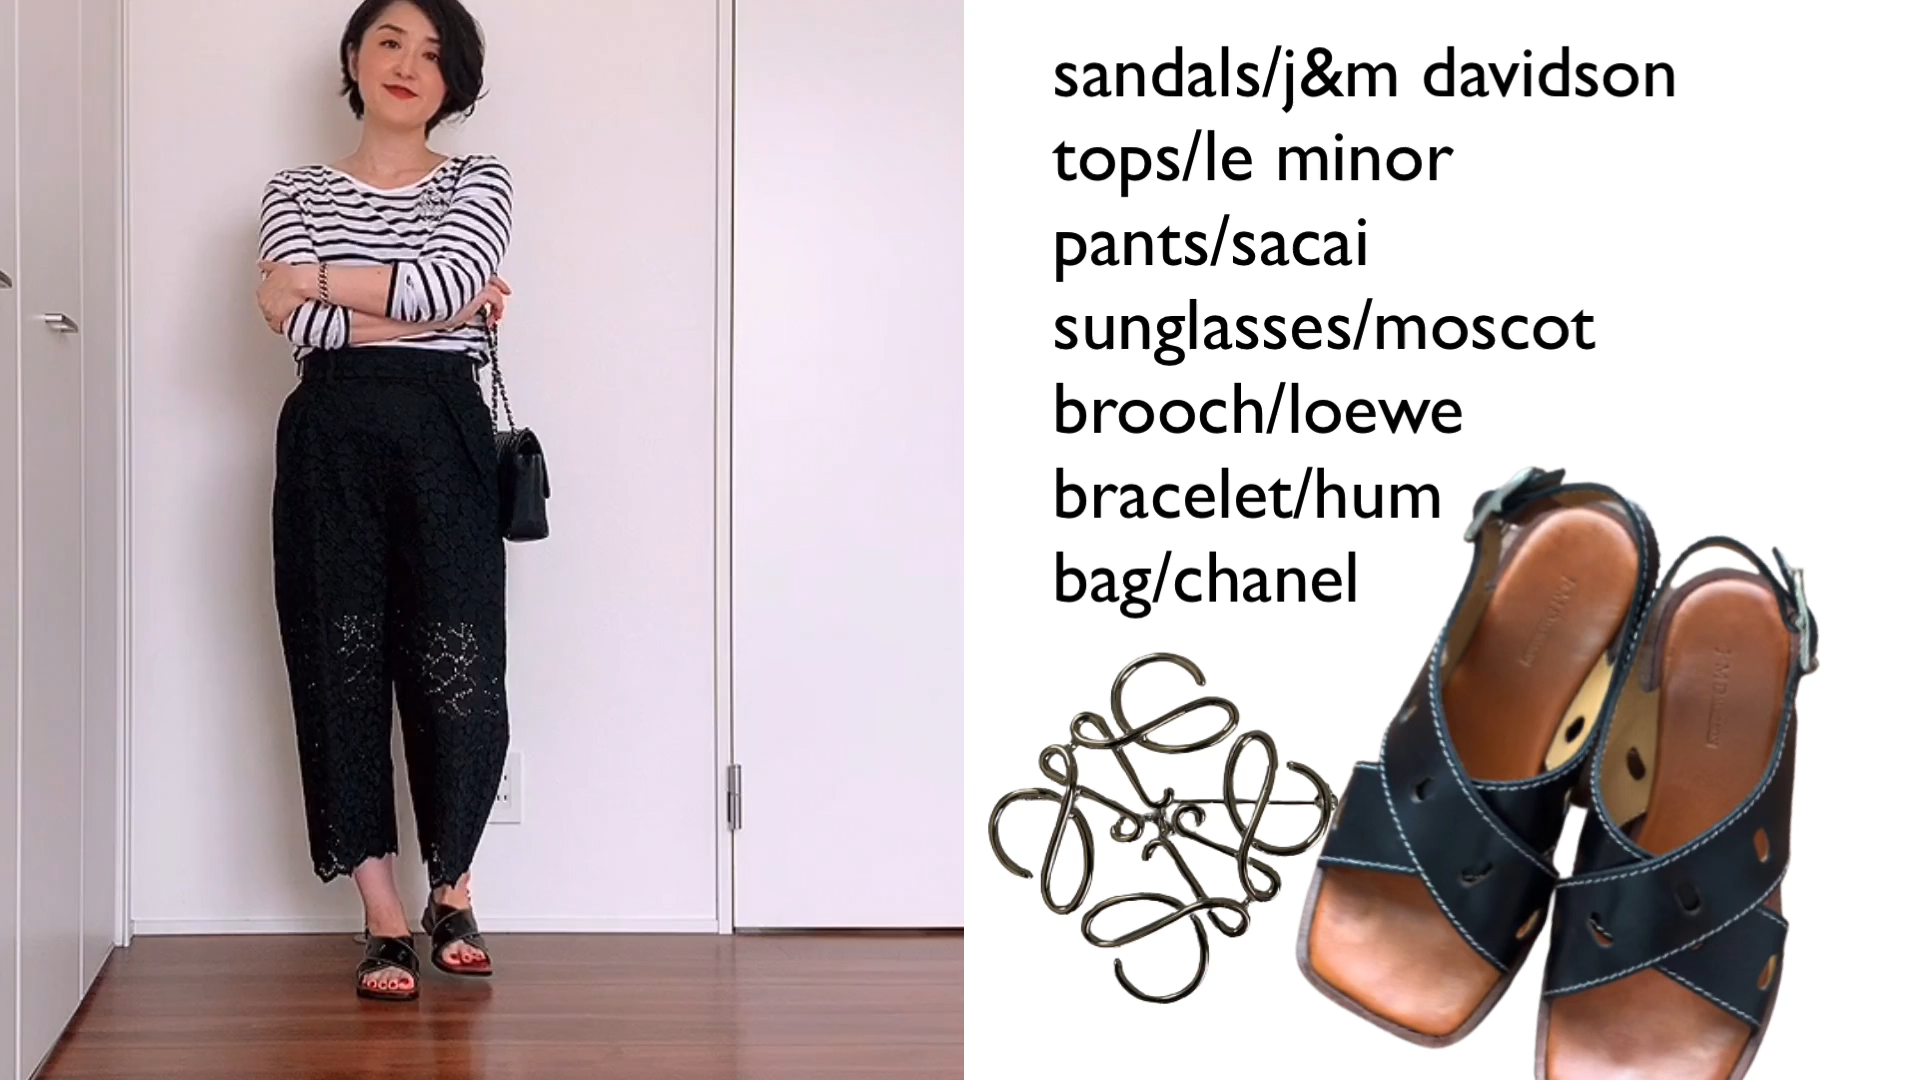 sandals/j&m davidson
tops/le minor
pants/sacai
sunglasses/moscot
brooch/loewe
bracelet/hum
bag/chanel